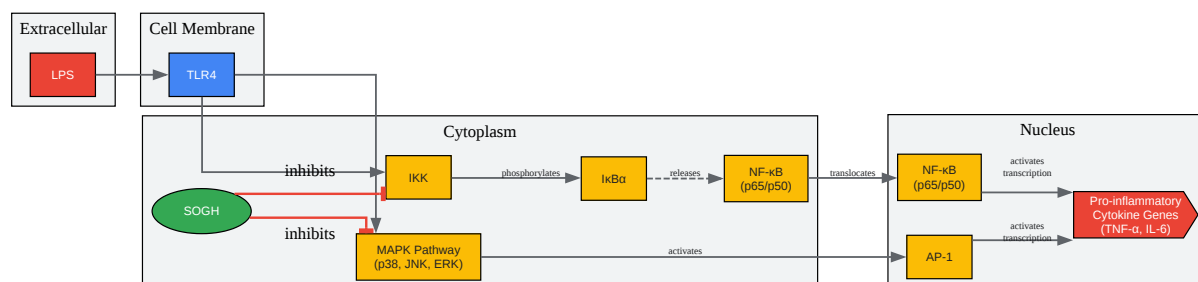 Extracellular
LPS
Cell Membrane
TLR4
Cytoplasm
inhibits
SOGH
inhibits
IKK
phosphorylates
IκBα
releases
NF-κB
(p65/p50)
translocates
MAPK Pathway
(p38, JNK, ERK)
activates
Nucleus
NF-κB
(p65/p50)
activates
transcription
AP-1
activates
transcription
Pro-inflammatory
Cytokine Genes
(TNF-α, IL-6)